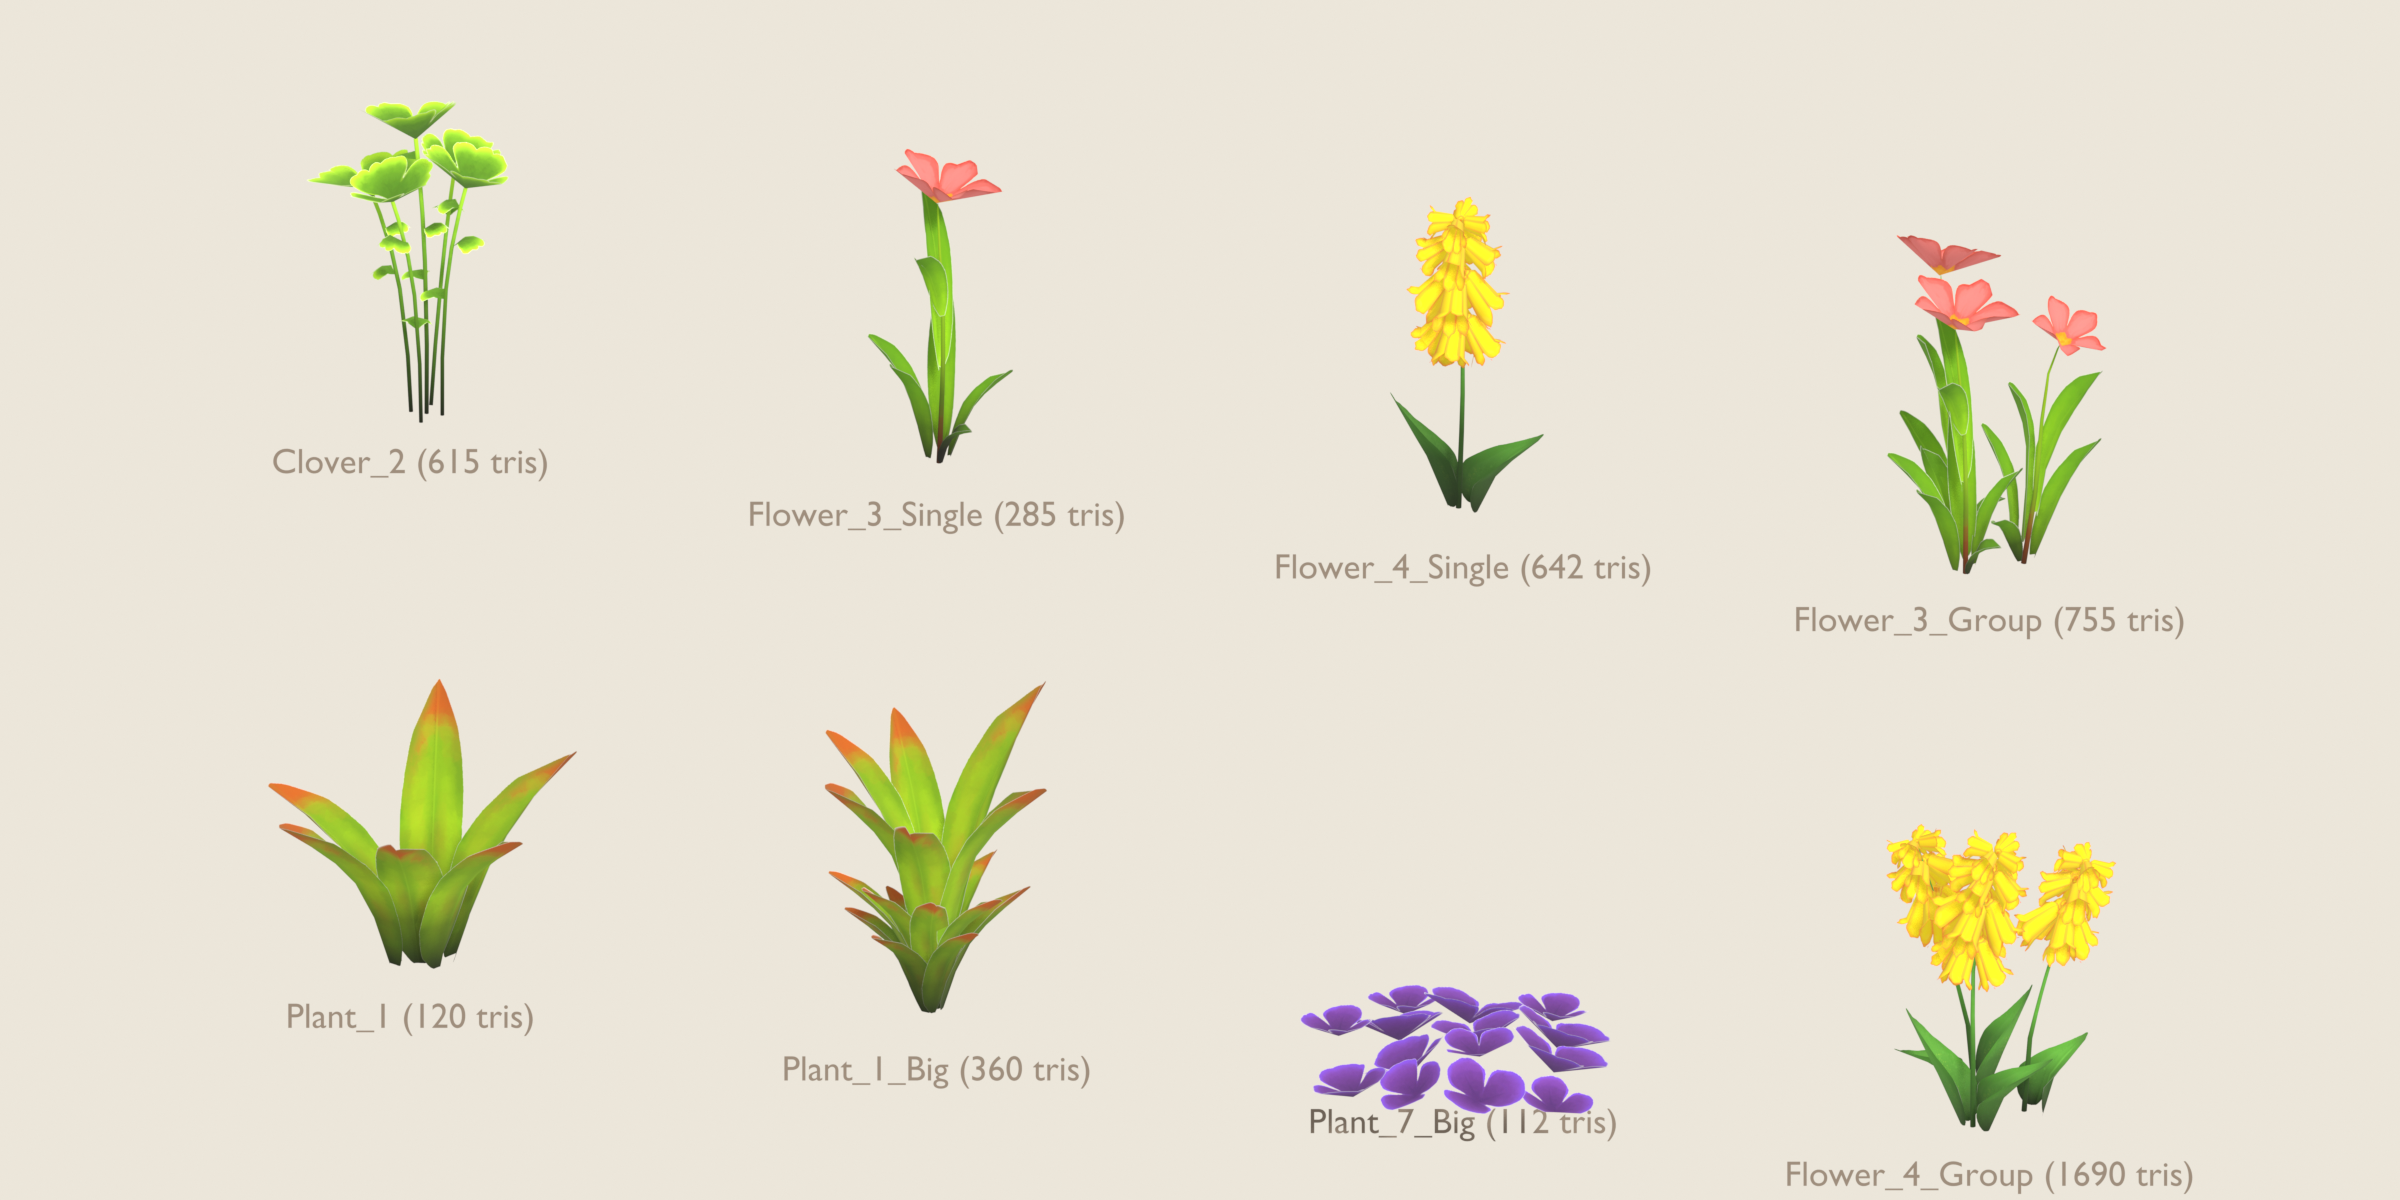 Clover_2 (615 tris)
Flower_3_Single (285 tris)
Flower_4_Single (642 tris)
Flower_3_Group (755 tris)
Plant_1 (120 tris)
Plant_1_Big (360 tris)
Plant_7_Big (112 tris)
Flower_4_Group (1690 tris)